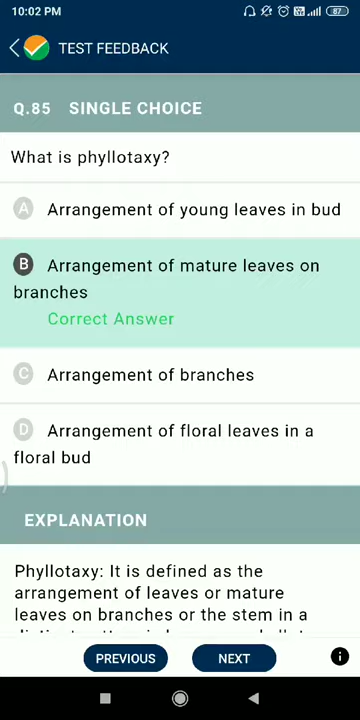 10:02 PM
87
TEST FEEDBACK
Q.85 SINGLE CHOICE
What is phyllotaxy?
A Arrangement of young leaves in bud
B Arrangement of mature leaves on
branches
Correct Answer
C Arrangement of branches
D Arrangement of floral leaves in a
floral bud
EXPLANATION
Phyllotaxy: It is defined as the
arrangement of leaves or mature
leaves on branches or the stem in a
PREVIOUS NEXT